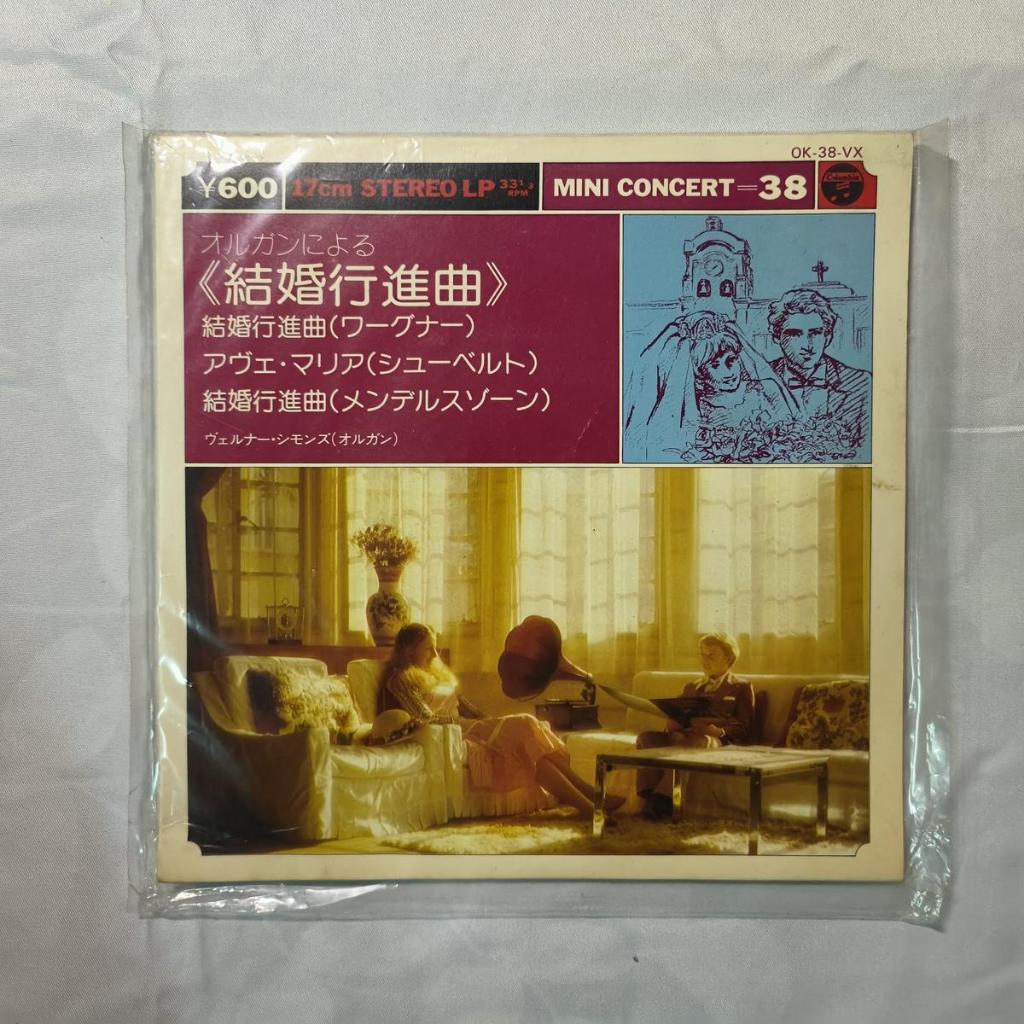 OK-38-VX
¥600 17cm STEREO LP 33 1/3 RPM MINI CONCERT=38 Columbia
オルガンによる
《結婚行進曲》
結婚行進曲(ワーグナー)
アヴェ・マリア(シューベルト)
結婚行進曲(メンデルスゾーン)
ヴェルナー・シモンズ(オルガン)